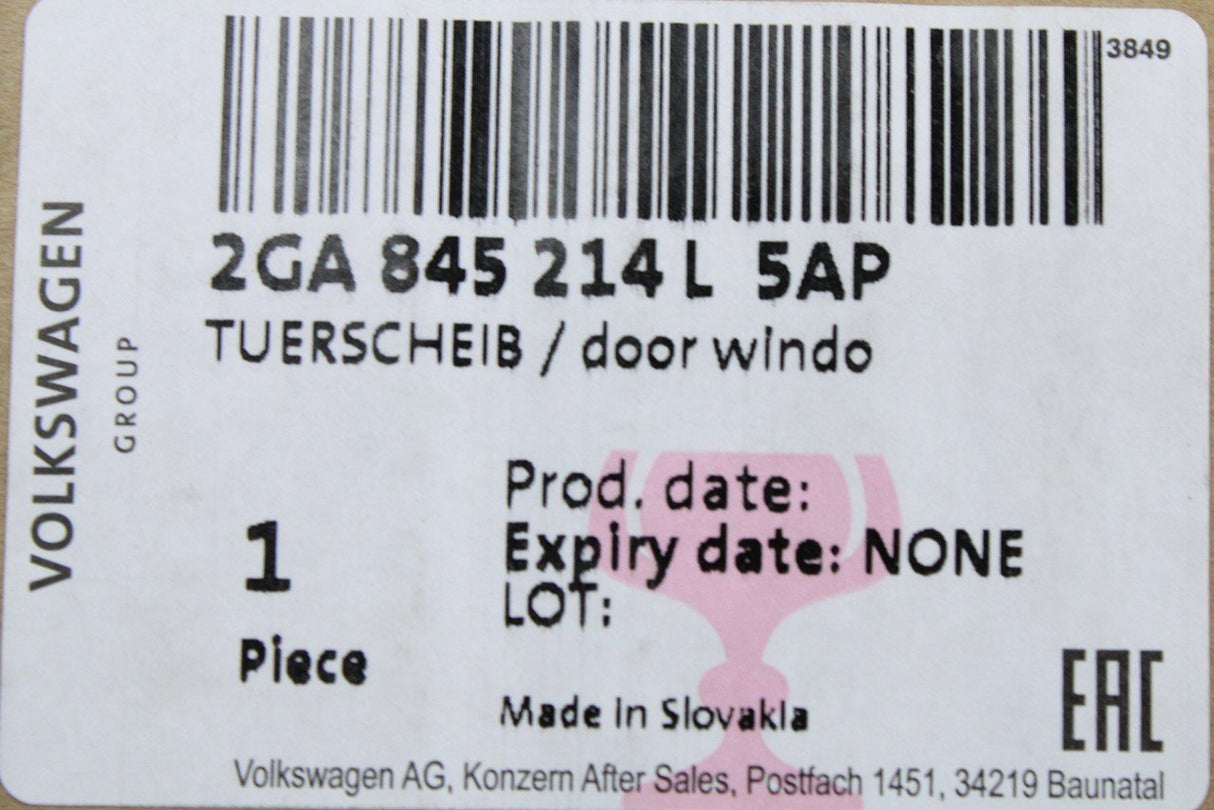 3849
2GA 845 214 L 5AP
TUERSCHEIB / door windo
VOLKSWAGEN
GROUP
1
Piece
Prod. date:
Expiry date: NONE
LOT:
Made in Slovakia
EAC
Volkswagen AG, Konzern After Sales, Postfach 1451, 34219 Baunatal